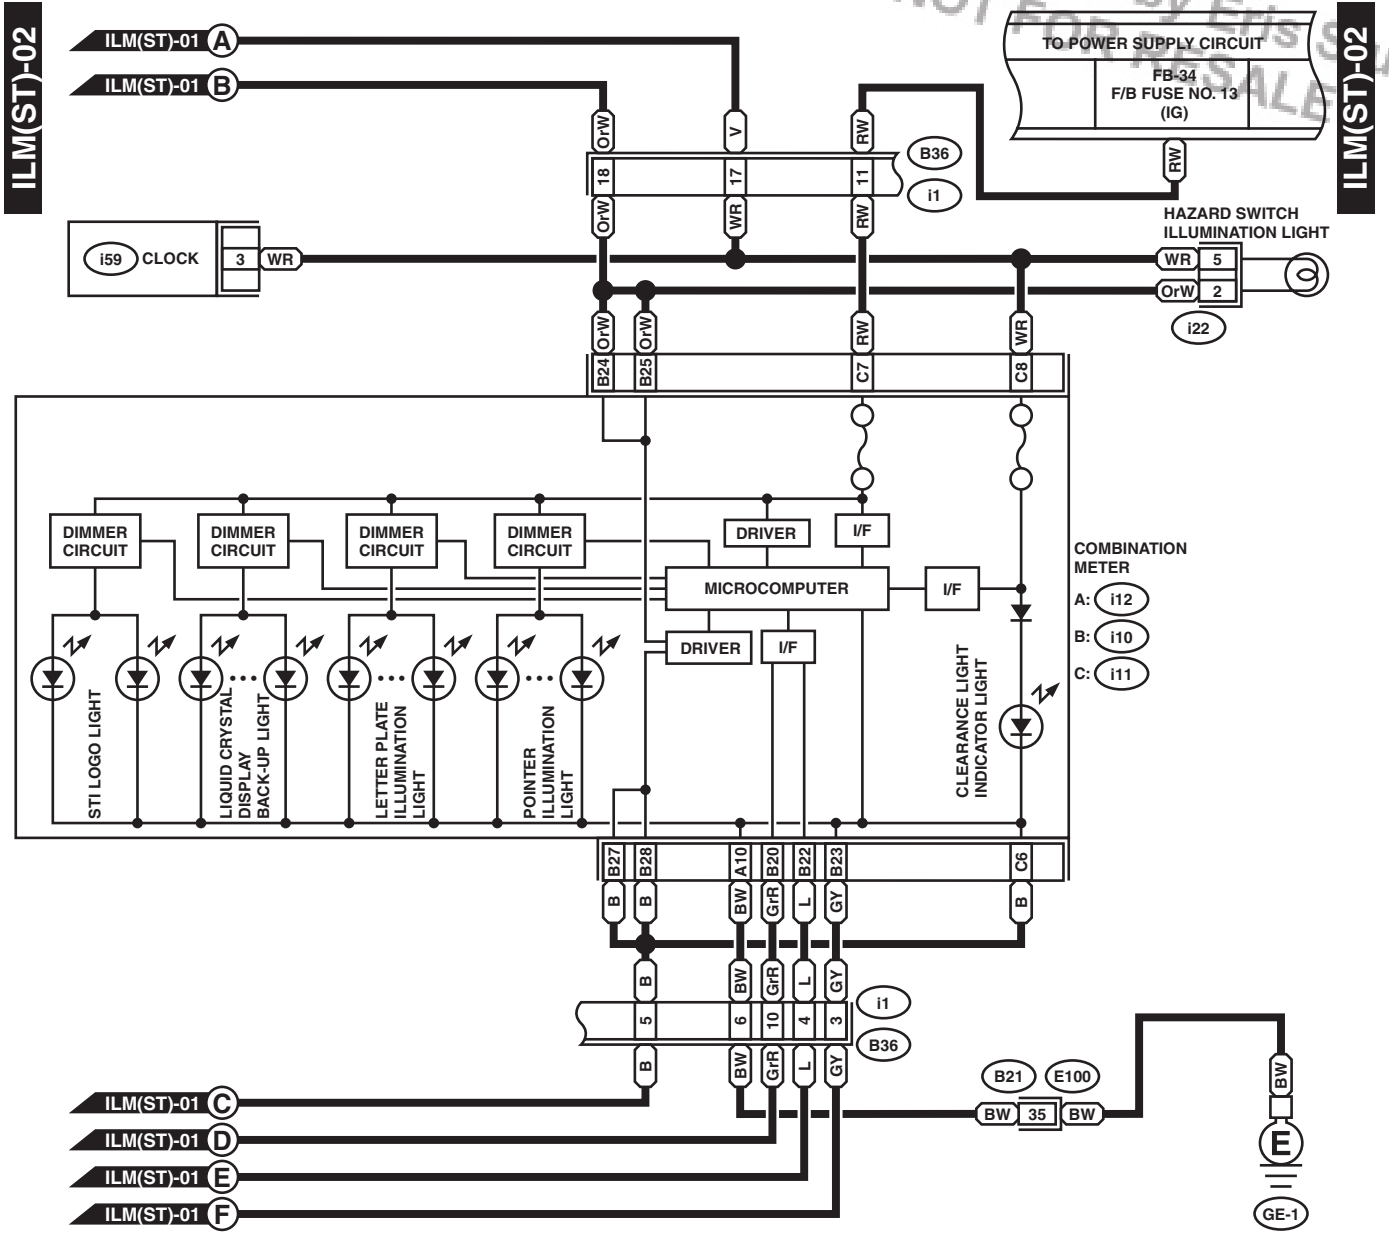 by Eris Stu
NOT FOR RESALE
ILM(ST)-02
ILM(ST)-02
ILM(ST)-01 A
ILM(ST)-01 B
TO POWER SUPPLY CIRCUIT
FB-34
F/B FUSE NO. 13
(IG)
OrW
V
RW
RW
18
17
11
B36
i1
OrW
WR
RW
HAZARD SWITCH
ILLUMINATION LIGHT
i59 CLOCK
3 WR
WR 5
OrW 2
i22
OrW
OrW
RW
WR
B24
B25
C7
C8
DIMMER
CIRCUIT
DIMMER
CIRCUIT
DIMMER
CIRCUIT
DIMMER
CIRCUIT
DRIVER
I/F
MICROCOMPUTER
I/F
DRIVER
I/F
COMBINATION
METER
A: i12
B: i10
C: i11
STI LOGO LIGHT
LIQUID CRYSTAL
DISPLAY
BACK-UP LIGHT
LETTER PLATE
ILLUMINATION
LIGHT
POINTER
ILLUMINATION
LIGHT
CLEARANCE LIGHT
INDICATOR LIGHT
B27
B28
A10
B20
B22
B23
C6
B
B
BW
GrR
L
GY
B
B
BW
GrR
L
GY
5
6
10
4
3
i1
B36
B
BW
GrR
L
GY
B21
E100
BW 35 BW
BW
E
GE-1
ILM(ST)-01 C
ILM(ST)-01 D
ILM(ST)-01 E
ILM(ST)-01 F